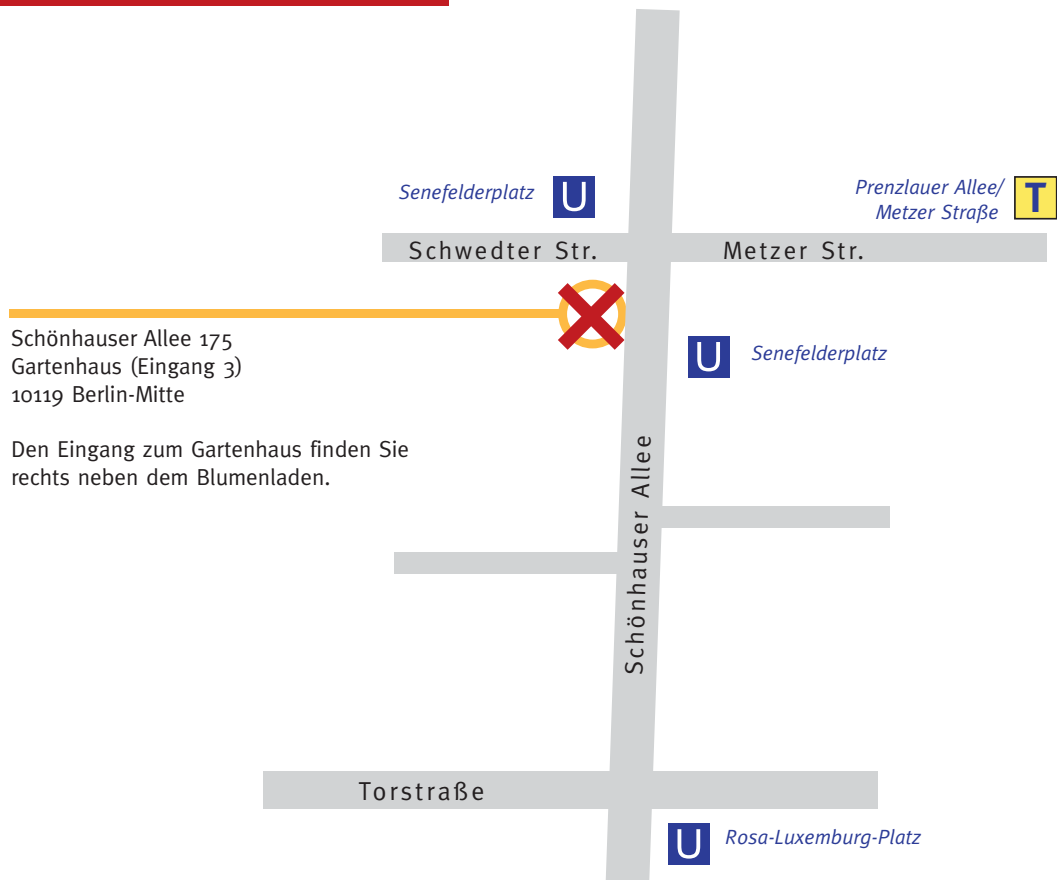 Senefelderplatz U
Prenzlauer Allee/
Metzer Straße T
Schwedter Str.
Metzer Str.
Schönhauser Allee 175
Gartenhaus (Eingang 3)
10119 Berlin-Mitte
U Senefelderplatz
Den Eingang zum Gartenhaus finden Sie
rechts neben dem Blumenladen.
Schönhauser Allee
Torstraße
U Rosa-Luxemburg-Platz